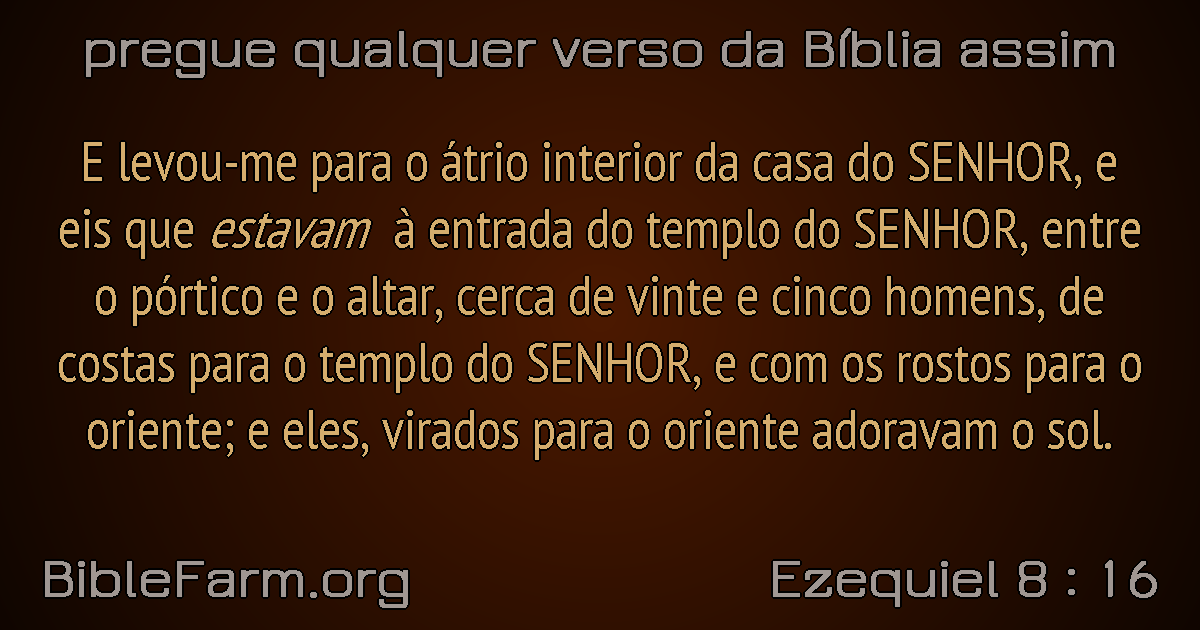 pregue qualquer verso da Bíblia assim
E levou-me para o átrio interior da casa do SENHOR, e
eis que estavam à entrada do templo do SENHOR, entre
o pórtico e o altar, cerca de vinte e cinco homens, de
costas para o templo do SENHOR, e com os rostos para o
oriente; e eles, virados para o oriente adoravam o sol.
BibleFarm.org
Ezequiel 8 : 16